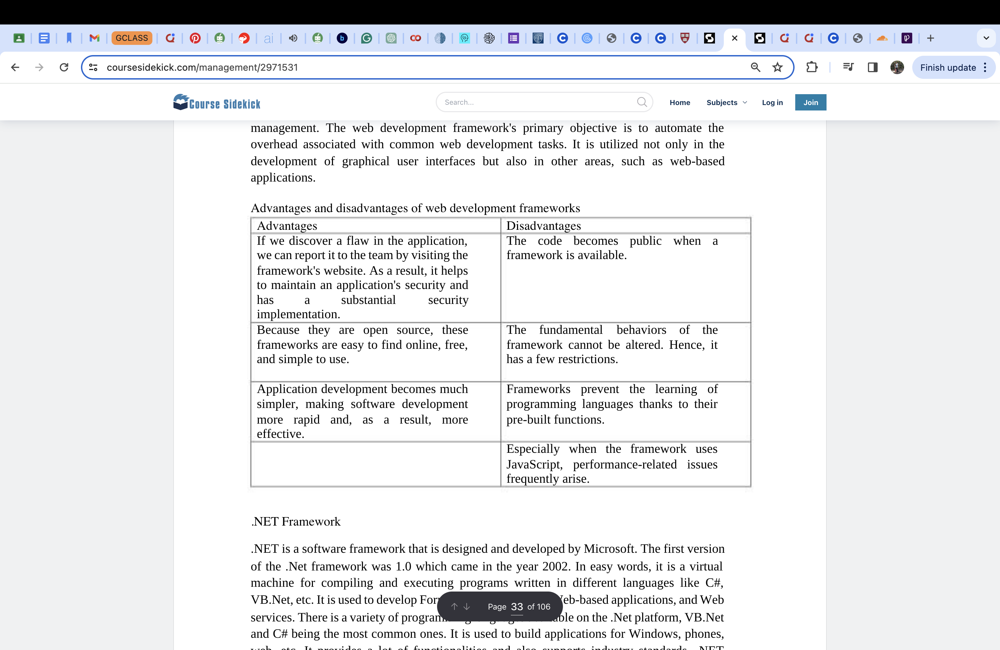 GCLASS
coursesidekick.com/management/2971531
Finish update
Course Sidekick
Search...
Home
Subjects
Log in
Join
management. The web development framework's primary objective is to automate the
overhead associated with common web development tasks. It is utilized not only in the
development of graphical user interfaces but also in other areas, such as web-based
applications.
Advantages and disadvantages of web development frameworks
Advantages
Disadvantages
If we discover a flaw in the application,
we can report it to the team by visiting the
framework's website. As a result, it helps
to maintain an application's security and
has a substantial security
implementation.
The code becomes public when a
framework is available.
Because they are open source, these
frameworks are easy to find online, free,
and simple to use.
The fundamental behaviors of the
framework cannot be altered. Hence, it
has a few restrictions.
Application development becomes much
simpler, making software development
more rapid and, as a result, more
effective.
Frameworks prevent the learning of
programming languages thanks to their
pre-built functions.
Especially when the framework uses
JavaScript, performance-related issues
frequently arise.
.NET Framework
.NET is a software framework that is designed and developed by Microsoft. The first version
of the .Net framework was 1.0 which came in the year 2002. In easy words, it is a virtual
machine for compiling and executing programs written in different languages like C#,
VB.Net, etc. It is used to develop eb-based applications, and Web
services. There is a variety of on the .Net platform, VB.Net
and C# being the most common ones. It is used to build applications for Windows, phones,
web, etc. It provides a lot of functionalities and also supports industry standards. .NET
Page 33 of 106